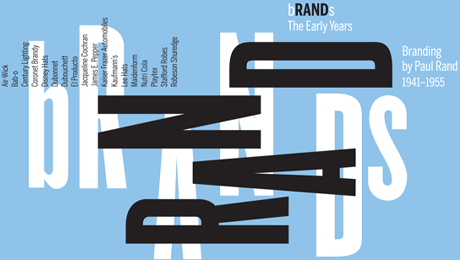 bRANDs
The Early Years
Branding
by Paul Rand
1941–1955
Air-Wick
Bab-o
Century Lighting
Coronet Brandy
Disney Hats
Dubonnet
Dubouchett
El Producto
Jacqueline Cochran
James E. Pepper
Kaiser Frazer Automobiles
Kaufmann's
Lee Hats
Maidenform
Nutri Cola
Playtex
Stafford Robes
Robeson Shuredge
bRANDS
RAND